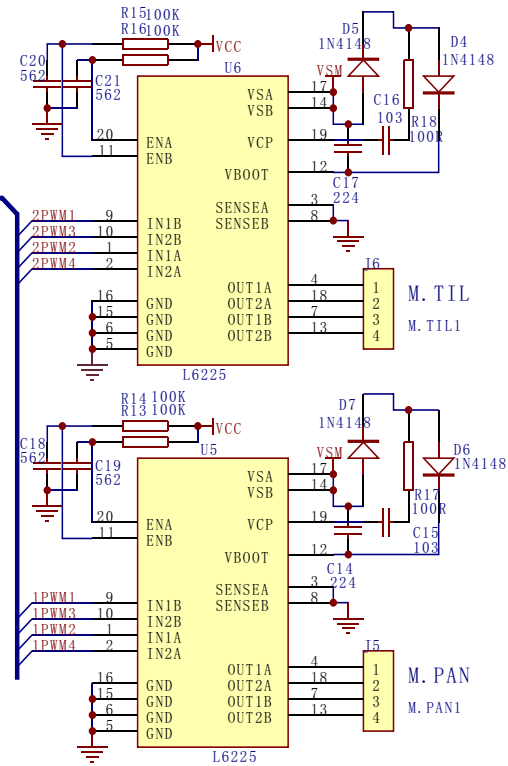 R15 100K
R16 100K
VCC
C20
562
C21
562
U6
D5
1N4148
D4
1N4148
VSM
C16
103
R18
100R
C17
224
20 ENA
11 ENB
VSA 17
VSB 14
VCP 19
VBOOT 12
SENSEA 3
SENSEB 8
2PWM1 9 IN1B
2PWM3 10 IN2B
2PWM2 1 IN1A
2PWM4 2 IN2A
16 GND
15 GND
6 GND
5 GND
OUT1A 4
OUT2A 18
OUT1B 7
OUT2B 13
J6
1
2
3
4
M.TIL
M.TIL1
L6225
R14 100K
R13 100K
VCC
C18
562
C19
562
U5
D7
1N4148
D6
1N4148
VSM
R17
100R
C15
103
C14
224
20 ENA
11 ENB
VSA 17
VSB 14
VCP 19
VBOOT 12
SENSEA 3
SENSEB 8
1PWM1 9 IN1B
1PWM3 10 IN2B
1PWM2 1 IN1A
1PWM4 2 IN2A
16 GND
15 GND
6 GND
5 GND
OUT1A 4
OUT2A 18
OUT1B 7
OUT2B 13
J5
1
2
3
4
M.PAN
M.PAN1
L6225